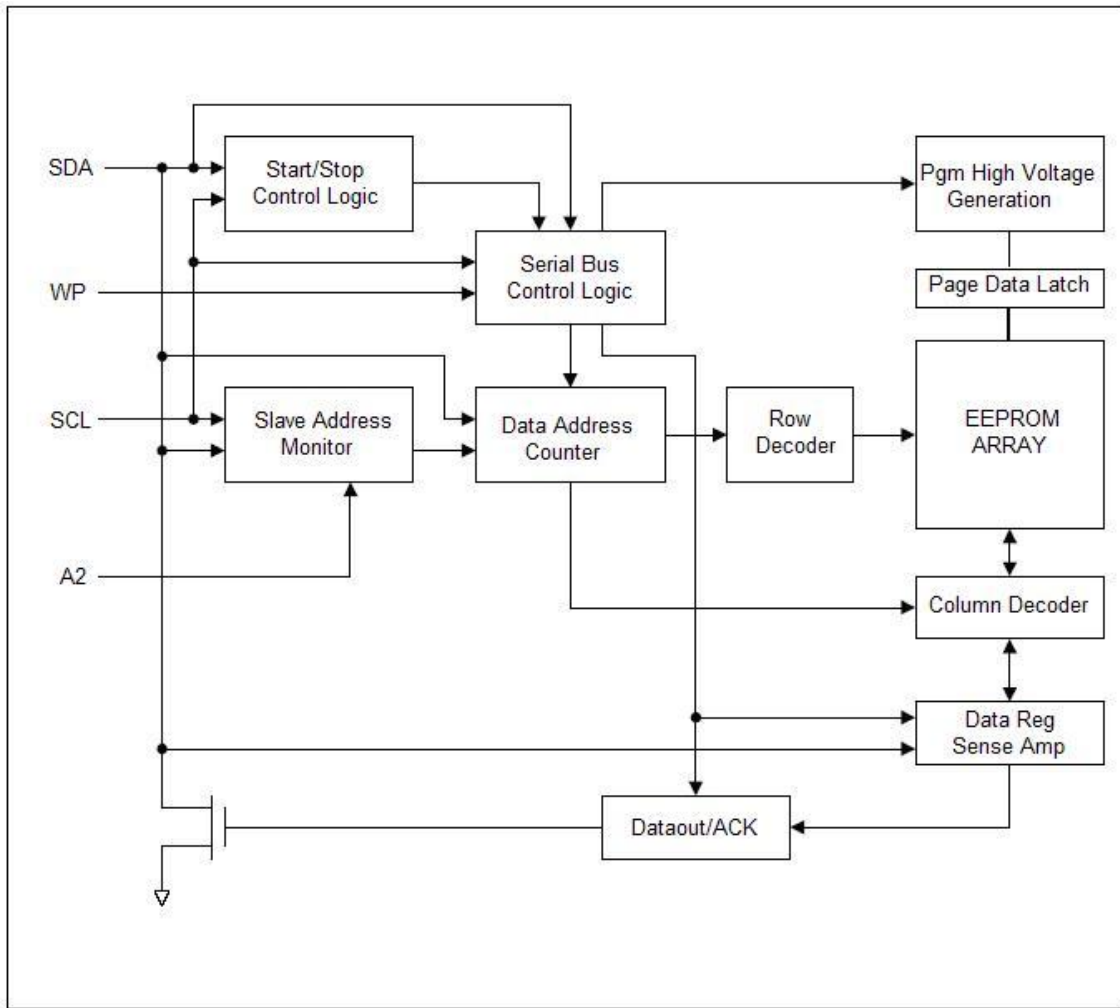 SDA
Start/Stop
Control Logic
Pgm High Voltage
Generation
WP
Serial Bus
Control Logic
Page Data Latch
SCL
Slave Address
Monitor
Data Address
Counter
Row
Decoder
EEPROM
ARRAY
A2
Column Decoder
Data Reg
Sense Amp
Dataout/ACK